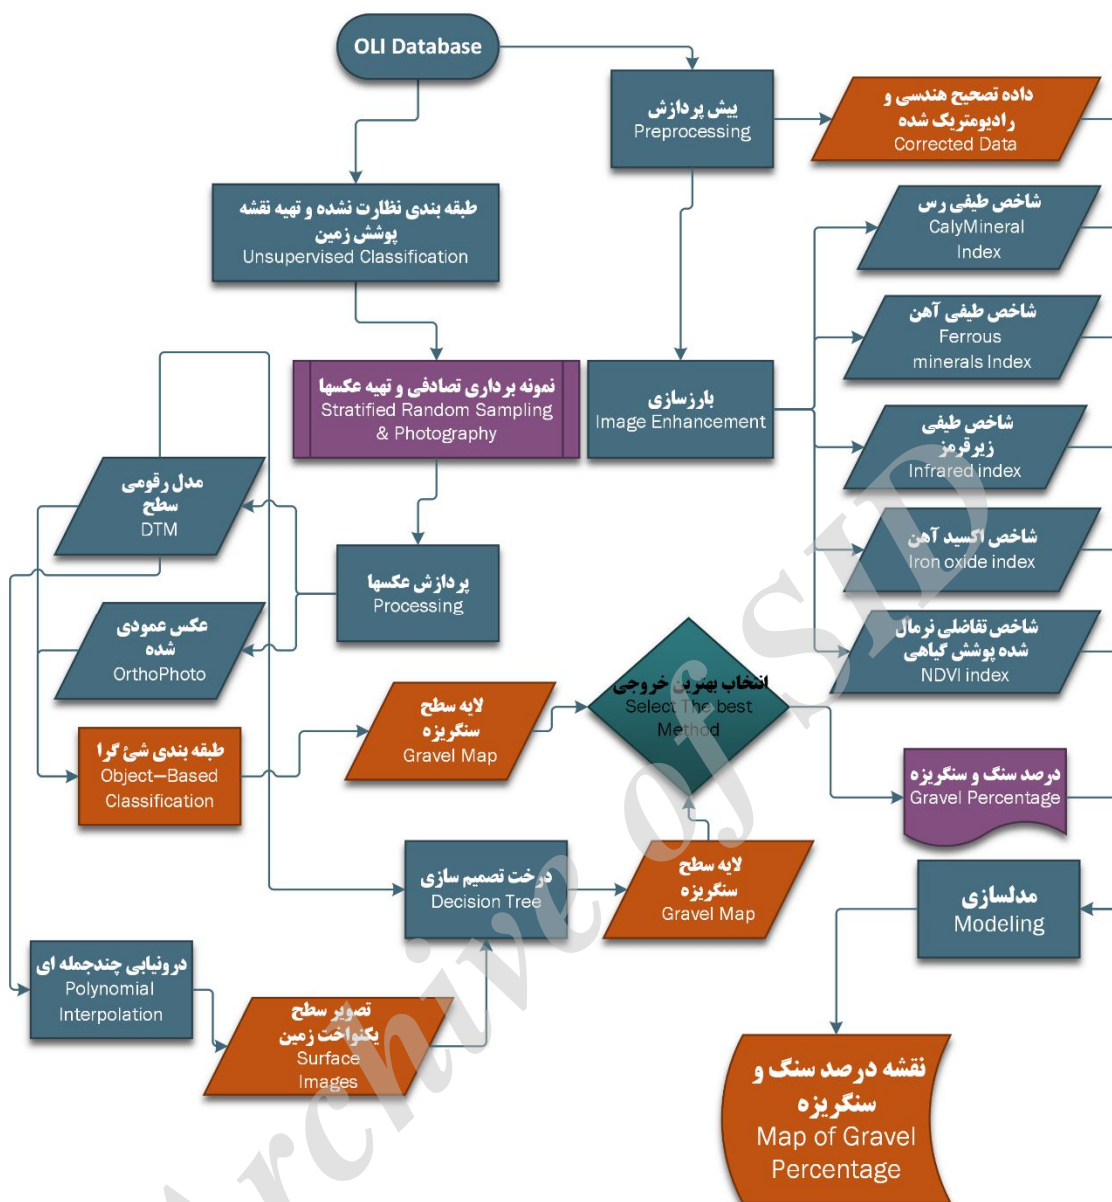 OLI Database
پیش پردازش
Preprocessing
داده تصحیح هندسی و
رادیومتریک شده
Corrected Data
طبقه بندی نظارت نشده و تهیه نقشه
پوشش زمین
Unsupervised Classification
شاخص طیفی رس
CalyMineral
Index
شاخص طیفی آهن
Ferrous
minerals Index
نمونه برداری تصادفی و تهیه عکسها
Stratified Random Sampling
& Photography
بارزسازی
Image Enhancement
شاخص طیفی
زیرقرمز
Infrared index
مدل رقومی
سطح
DTM
شاخص اکسید آهن
Iron oxide index
پردازش عکسها
Processing
عکس عمودی
شده
OrthoPhoto
شاخص تفاضلی نرمال
شده پوشش گیاهی
NDVI index
انتخاب بهترین خروجی
Select The best
Method
لایه سطح
سنگریزه
Gravel Map
طبقه بندی شئ گرا
Object–Based
Classification
درصد سنگ و سنگریزه
Gravel Percentage
درخت تصمیم سازی
Decision Tree
لایه سطح
سنگریزه
Gravel Map
مدلسازی
Modeling
درونیابی چندجمله ای
Polynomial
Interpolation
تصویر سطح
یکنواخت زمین
Surface
Images
نقشه درصد سنگ و
سنگریزه
Map of Gravel
Percentage
Archive of SID